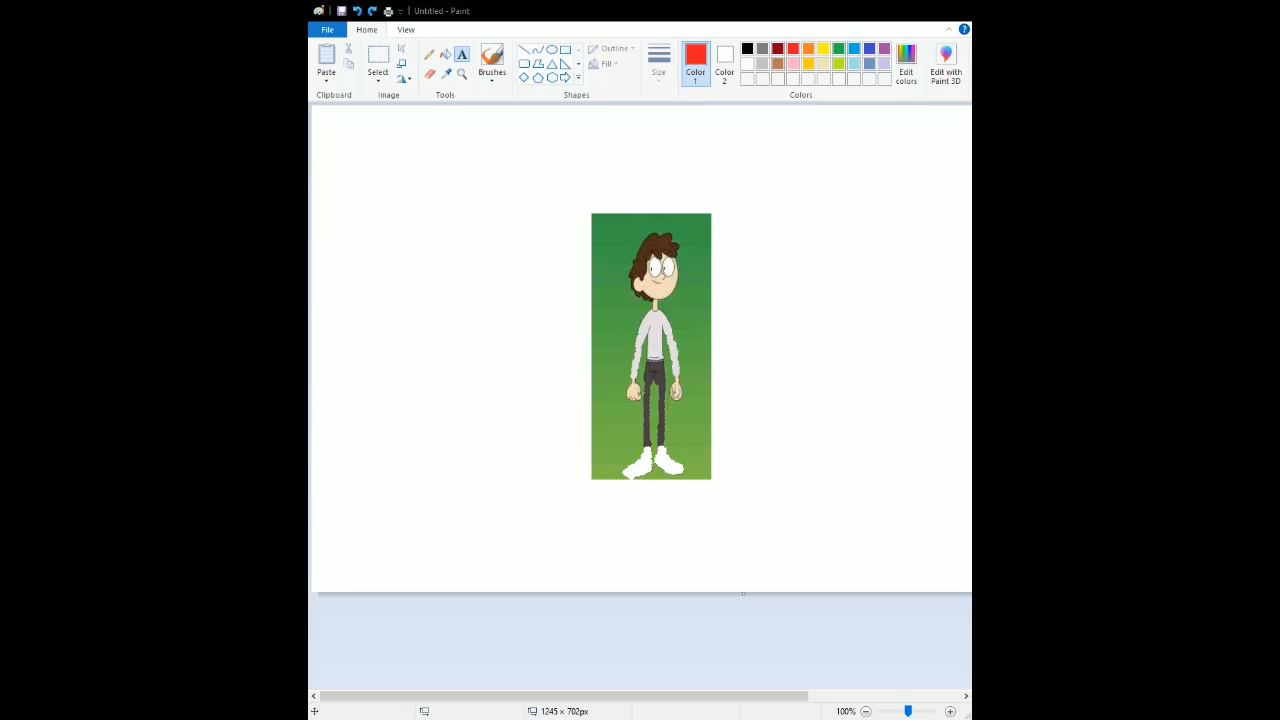 Untitled - Paint
File Home View
Paste
Select
A
Brushes
Outline
Fill
Size
Color 1
Color 2
Edit colors
Edit with Paint 3D
Clipboard Image Tools Shapes Colors
1245 × 702px
100%